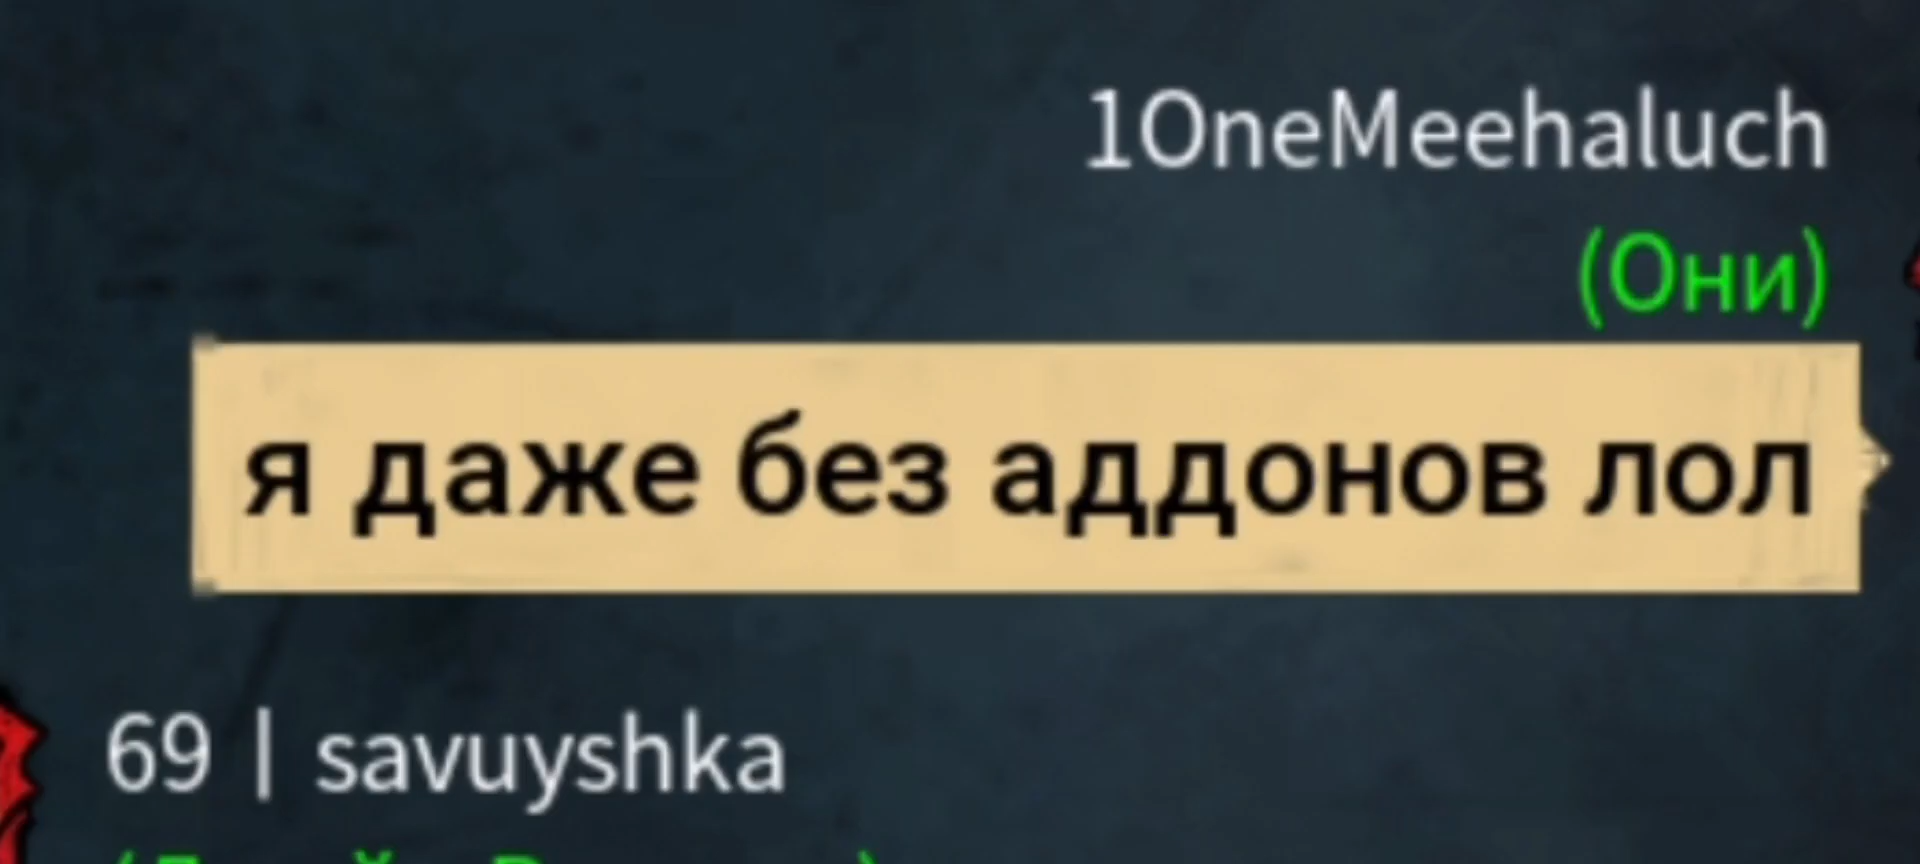 1OneMeehaluch
(Они)
я даже без аддонов лол
69 | savuyshka